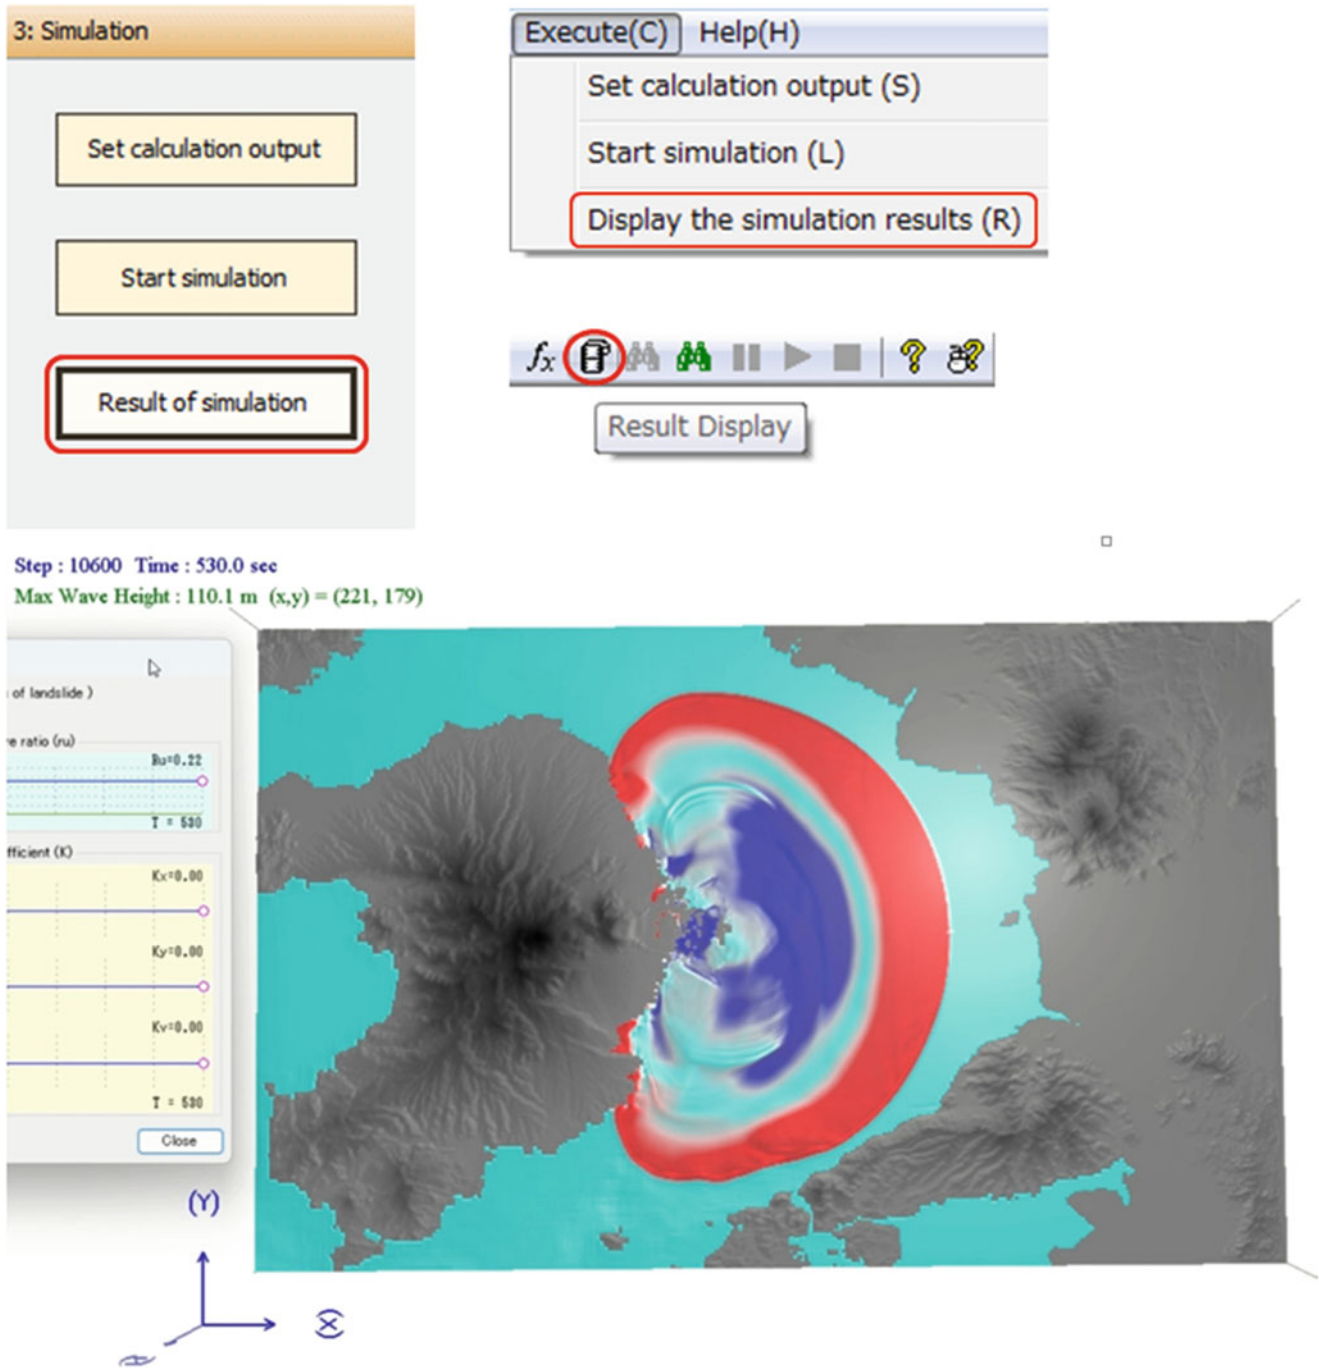 3: Simulation
Set calculation output
Start simulation
Result of simulation
Execute(C) Help(H)
Set calculation output (S)
Start simulation (L)
Display the simulation results (R)
fx
Result Display
Step : 10600 Time : 530.0 sec
Max Wave Height : 110.1 m (x,y) = (221, 179)
of landslide )
e ratio (ru)
Ru=0.22
T = 530
fficient (K)
Kx=0.00
Ky=0.00
Kv=0.00
T = 530
Close
(Y)
(X)